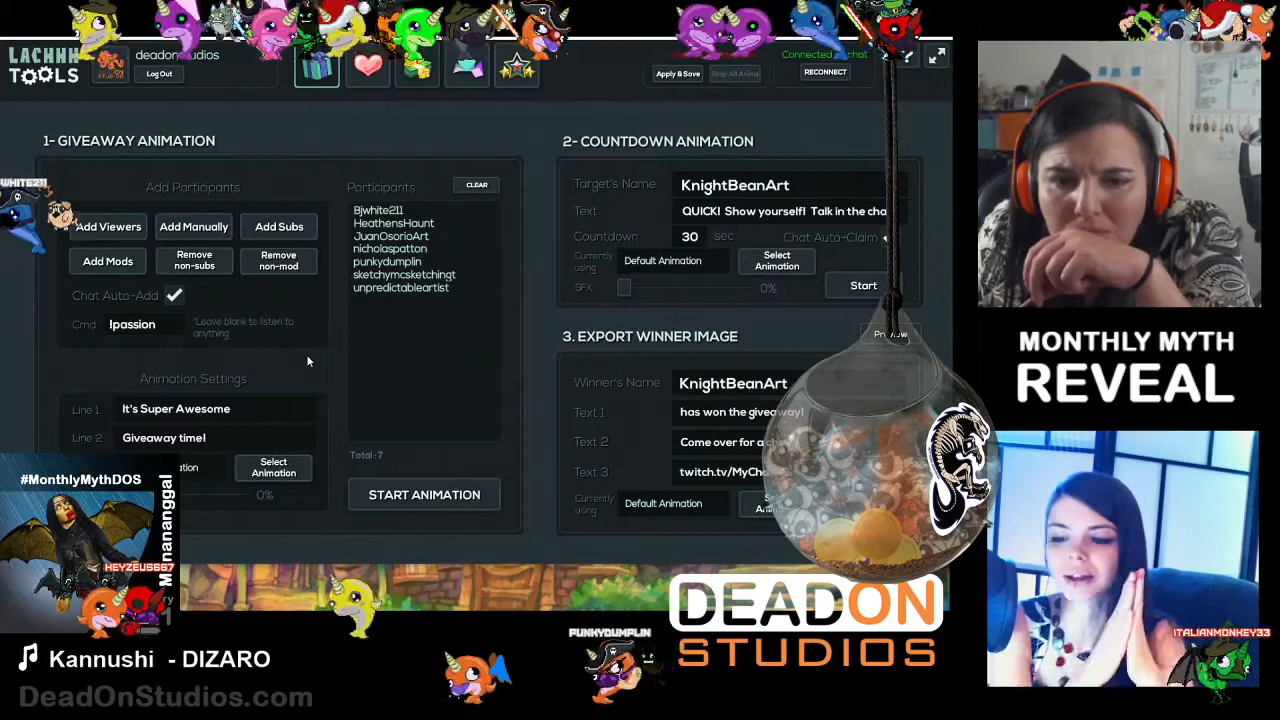 LACHHH
TOOLS
deadonstudios
Log Out
Apply & Save
Stop All Anims
RECONNECT
1- GIVEAWAY ANIMATION
Add Participants
Add Viewers
Add Manually
Add Subs
Add Mods
Remove
non-subs
Remove
non-mod
Chat Auto-Add
Cmd
!passion
*Leave blank to listen to
anything
Animation Settings
Line 1
It's Super Awesome
Line 2
Giveaway time!
Select
Animation
0%
Participants
CLEAR
Bjwhite211
HeathensHaunt
JuanOsorioArt
nicholaspatton
punkydumplin
sketchymcsketchingt
unpredictableartist
Total : 7
START ANIMATION
2- COUNTDOWN ANIMATION
Target's Name
KnightBeanArt
Text
QUICK! Show yourself! Talk in the cha
Countdown
30
sec
Chat Auto-Claim
Currently
using
Default Animation
Select
Animation
SFX
0%
Start
3. EXPORT WINNER IMAGE
Winner's Name
KnightBeanArt
Text 1
has won the giveaway!
Text 2
Come over for a ch
Text 3
twitch.tv/MyCh
Currently
using
Default Animation
MONTHLY MYTH
REVEAL
#MonthlyMythDOS
HEYZEUS667
PUNKYDUMPLIN
ITALIANMONKEY33
DEADON
STUDIOS
Kannushi - DIZARO
DeadOnStudios.com